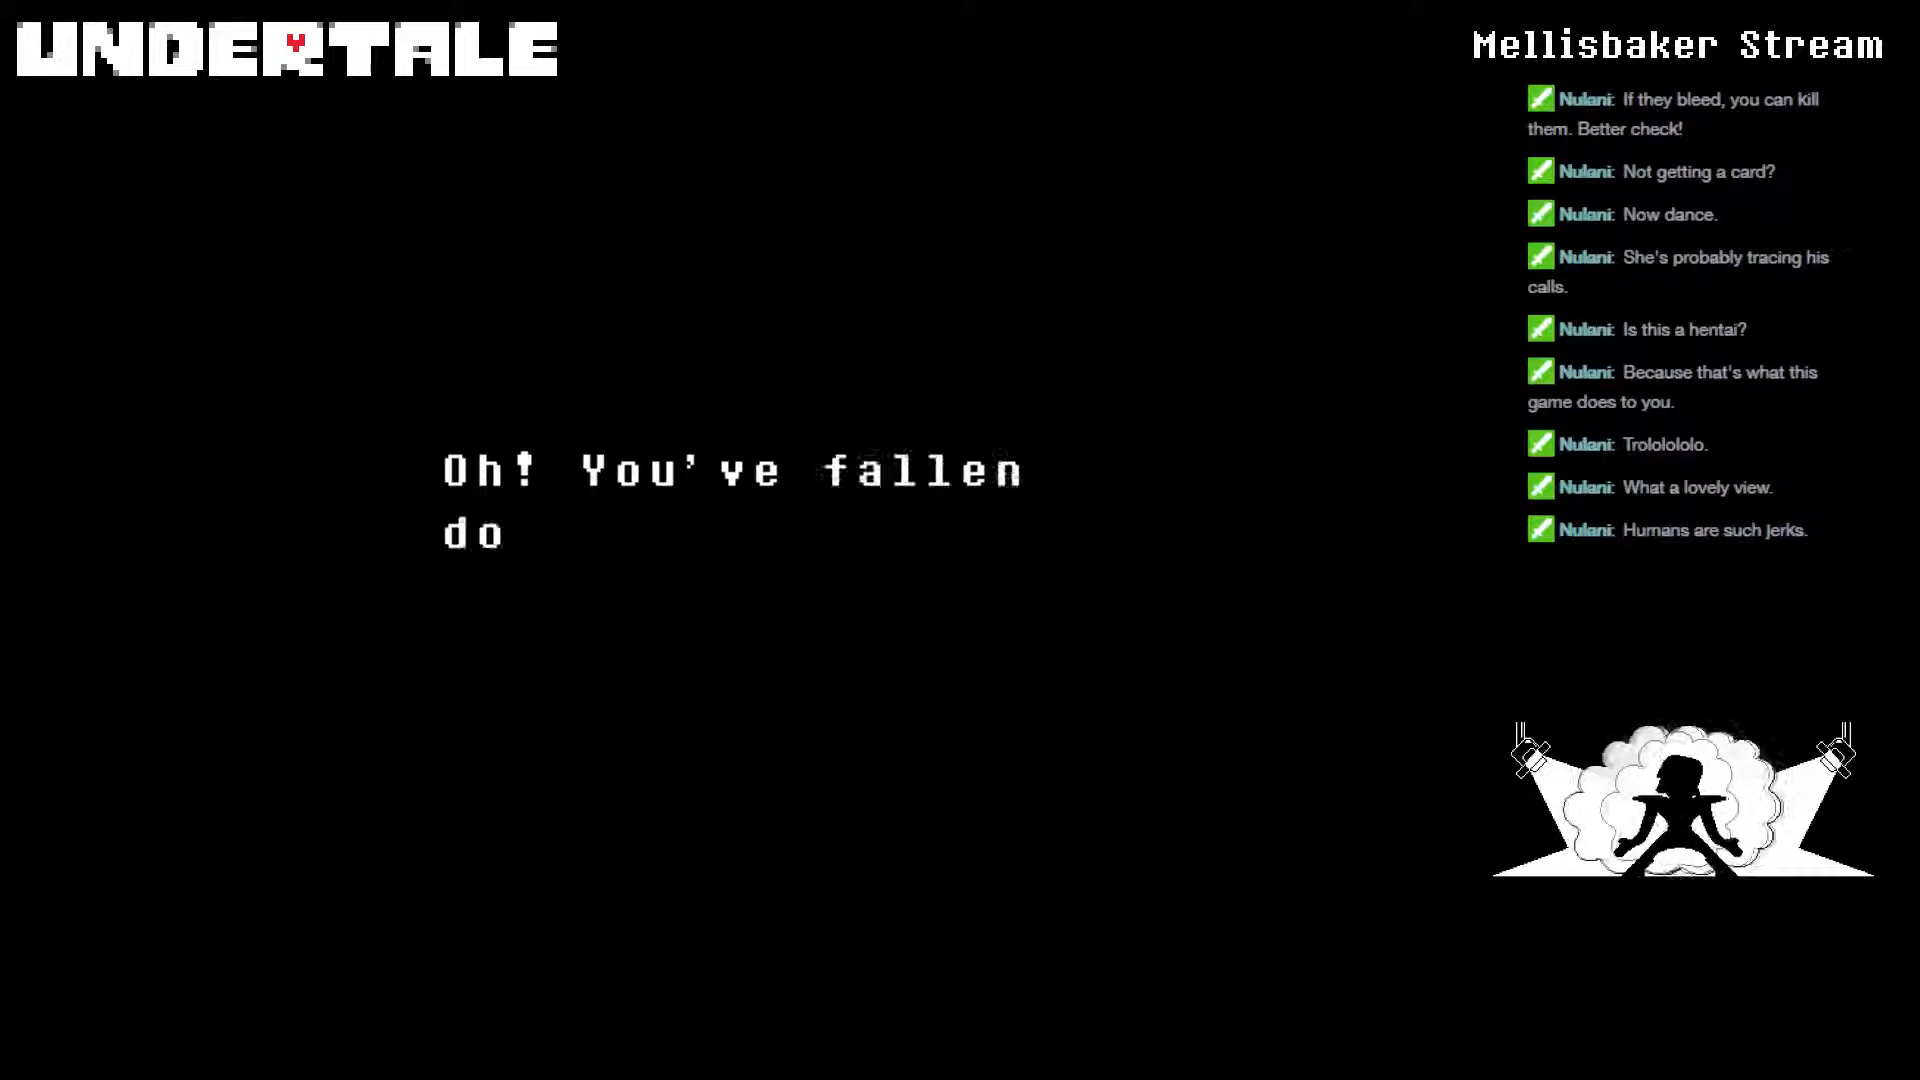 UNDERTALE
Mellisbaker Stream
Nulani: If they bleed, you can kill
them. Better check!
Nulani: Not getting a card?
Nulani: Now dance.
Nulani: She's probably tracing his
calls.
Nulani: Is this a hentai?
Nulani: Because that's what this
game does to you.
Nulani: Trololololo.
Nulani: What a lovely view.
Nulani: Humans are such jerks.
Oh! You've fallen
do